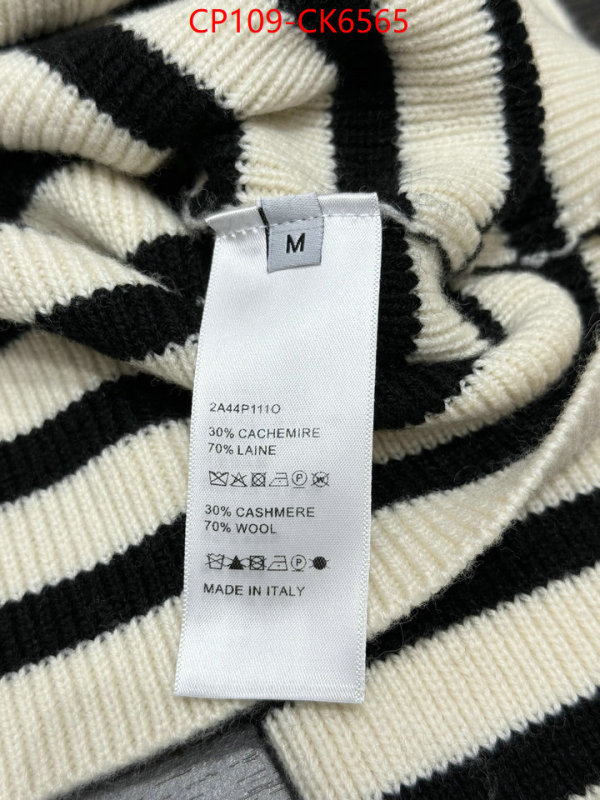 CP109-CK6565
M
2A44P111O
30% CACHEMIRE
70% LAINE
30% CASHMERE
70% WOOL
MADE IN ITALY